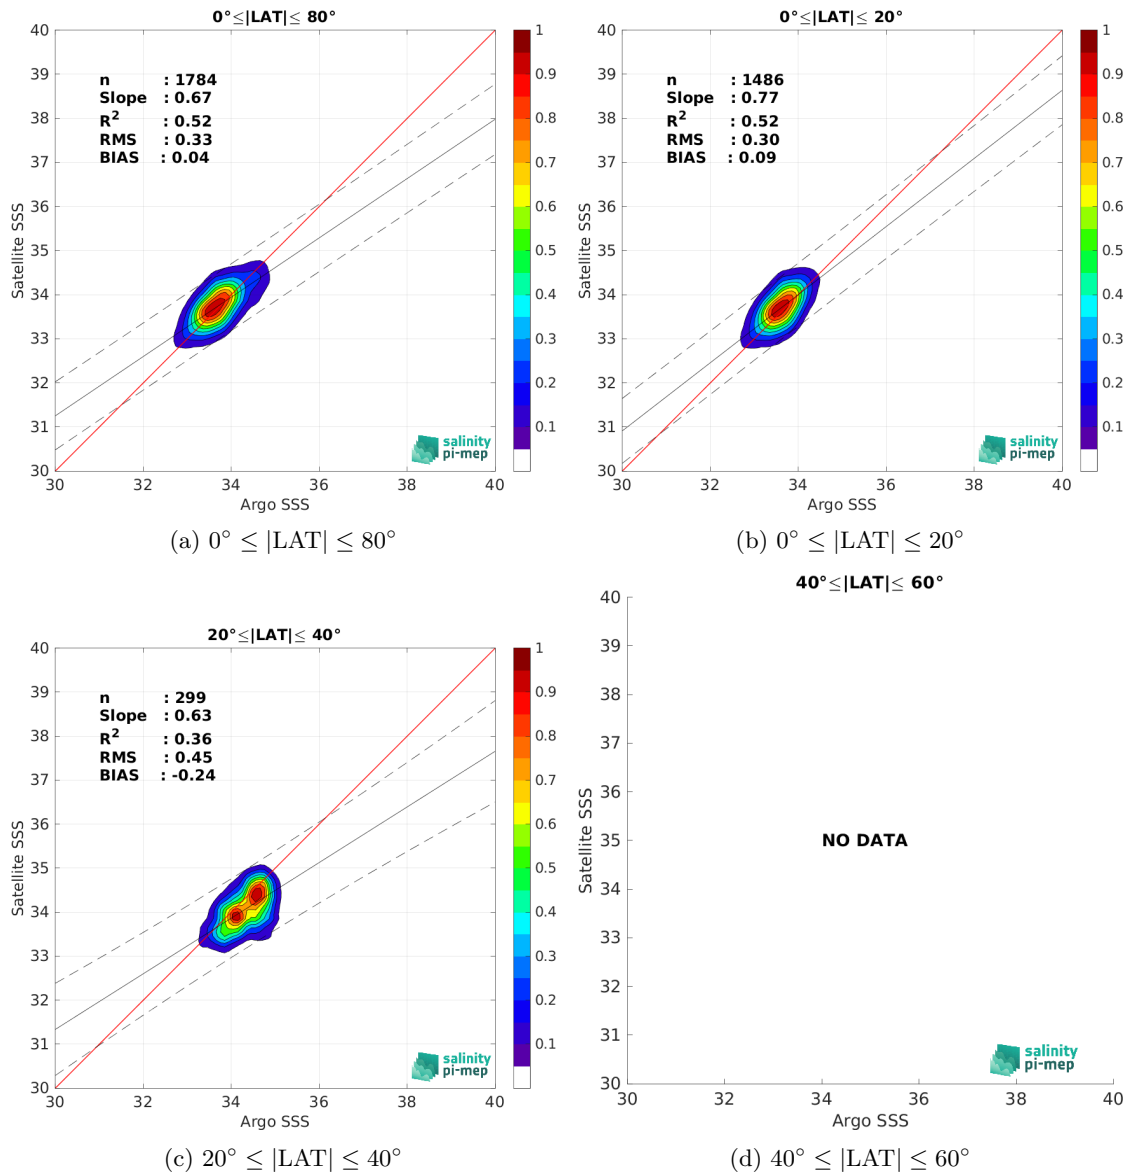 0°≤|LAT|≤ 80°
40
39
38
37
36
35
34
33
32
31
30
Satellite SSS
n : 1784
Slope : 0.67
R² : 0.52
RMS : 0.33
BIAS : 0.04
1
0.9
0.8
0.7
0.6
0.5
0.4
0.3
0.2
0.1
salinity
pi-mep
30 32 34 36 38 40
Argo SSS
(a) 0° ≤ |LAT| ≤ 80°
0°≤|LAT|≤ 20°
40
39
38
37
36
35
34
33
32
31
30
Satellite SSS
n : 1486
Slope : 0.77
R² : 0.52
RMS : 0.30
BIAS : 0.09
1
0.9
0.8
0.7
0.6
0.5
0.4
0.3
0.2
0.1
salinity
pi-mep
30 32 34 36 38 40
Argo SSS
(b) 0° ≤ |LAT| ≤ 20°
20°≤|LAT|≤ 40°
40
39
38
37
36
35
34
33
32
31
30
Satellite SSS
n : 299
Slope : 0.63
R² : 0.36
RMS : 0.45
BIAS : -0.24
1
0.9
0.8
0.7
0.6
0.5
0.4
0.3
0.2
0.1
salinity
pi-mep
30 32 34 36 38 40
Argo SSS
(c) 20° ≤ |LAT| ≤ 40°
40°≤|LAT|≤ 60°
40
39
38
37
36
35
34
33
32
31
30
Satellite SSS
NO DATA
salinity
pi-mep
30 32 34 36 38 40
Argo SSS
(d) 40° ≤ |LAT| ≤ 60°